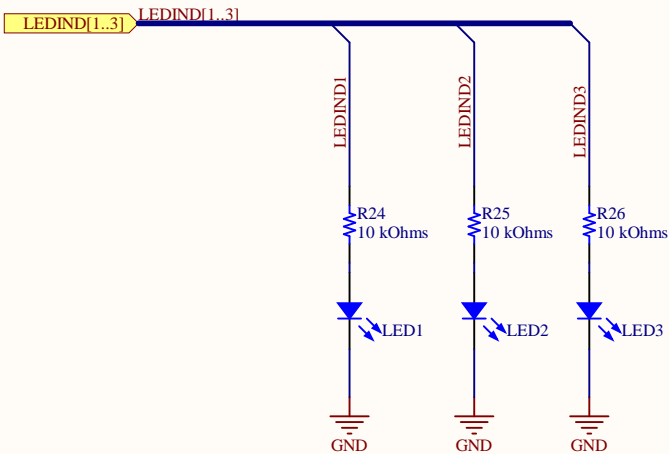 LEDIND[1..3]
LEDIND[1..3]
LEDIND1
LEDIND2
LEDIND3
R24
10 kOhms
R25
10 kOhms
R26
10 kOhms
LED1
LED2
LED3
GND
GND
GND